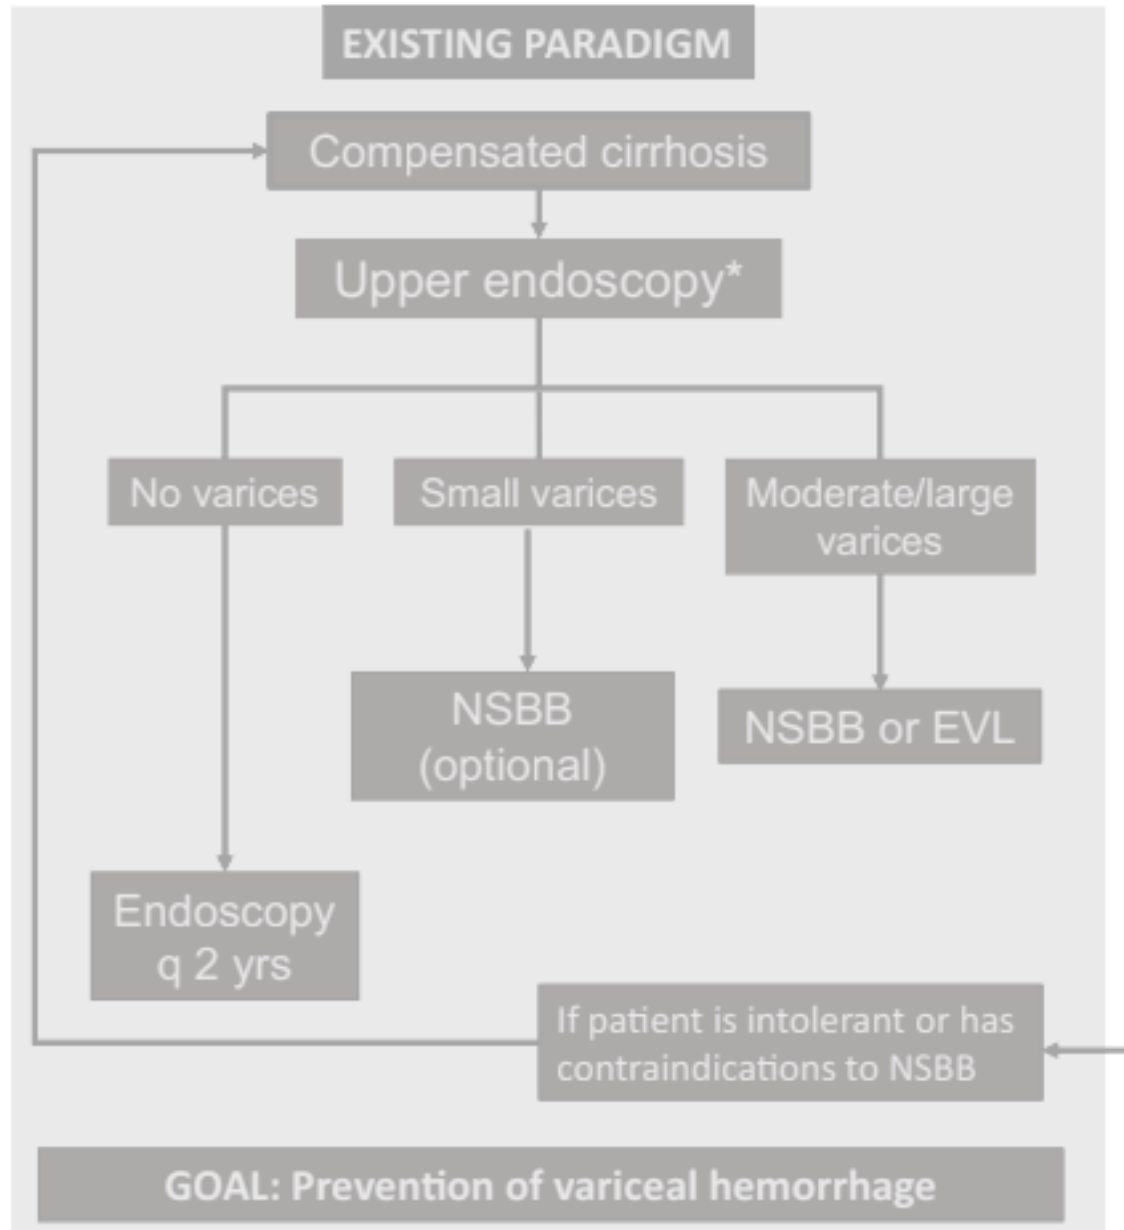 EXISTING PARADIGM
Compensated cirrhosis
Upper endoscopy*
No varices
Small varices
Moderate/large
varices
NSBB
(optional)
NSBB or EVL
Endoscopy
q 2 yrs
If patient is intolerant or has
contraindications to NSBB
GOAL: Prevention of variceal hemorrhage